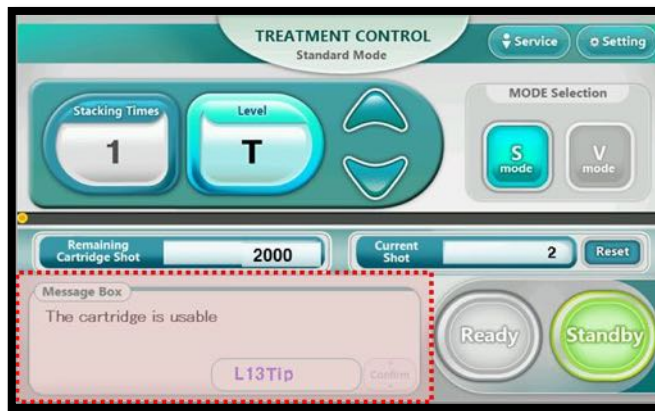 TREATMENT CONTROL
Standard Mode
Service
Setting
Stacking Times
1
Level
T
MODE Selection
S
mode
V
mode
Remaining
Cartridge Shot
2000
Current
Shot
2
Reset
Message Box
The cartridge is usable
L13Tip
Confirm
Ready
Standby